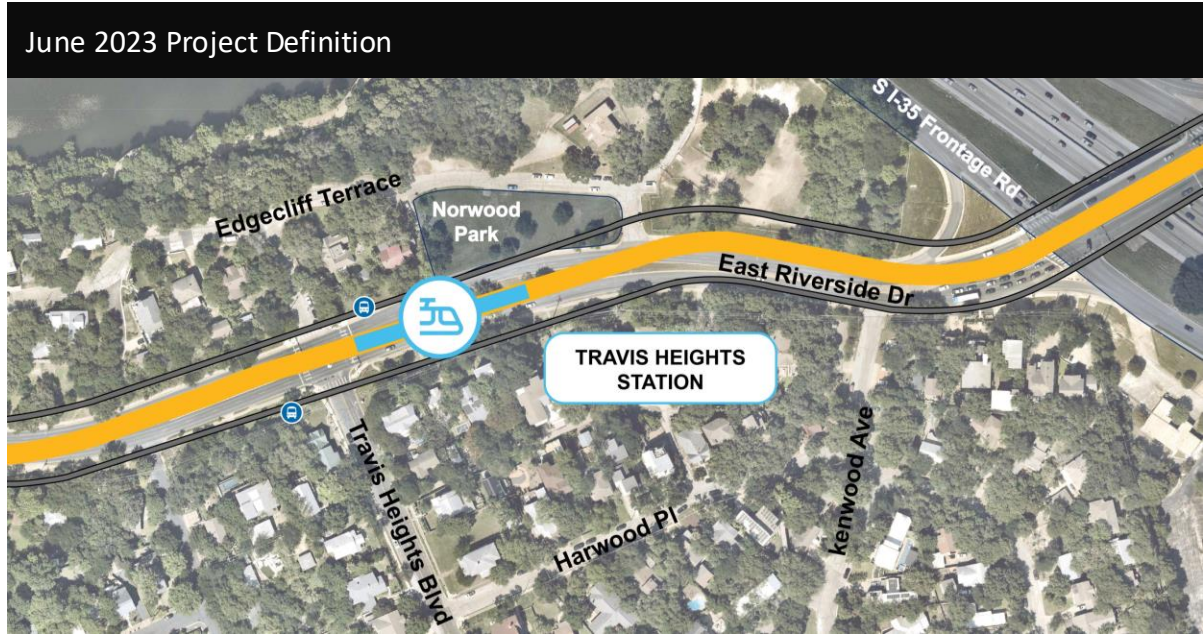 June 2023 Project Definition
S I-35 Frontage Rd
Edgecliff Terrace
Norwood
Park
East Riverside Dr
TRAVIS HEIGHTS
STATION
Travis Heights Blvd
kenwood Ave
Harwood Pl